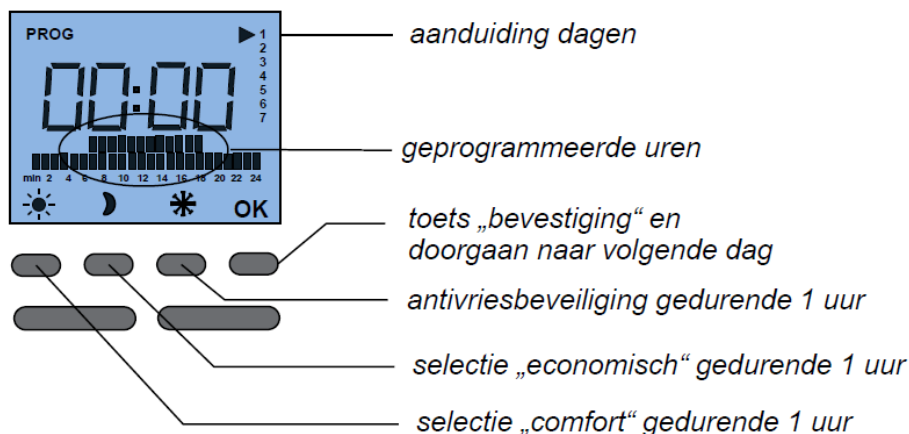 PROG
1
2
3
4
5
6
7
00:00
min 2 4 6 8 10 12 14 16 18 20 22 24
OK
aanduiding dagen
geprogrammeerde uren
toets „bevestiging“ en
doorgaan naar volgende dag
antivriesbeveiliging gedurende 1 uur
selectie „economisch“ gedurende 1 uur
selectie „comfort“ gedurende 1 uur